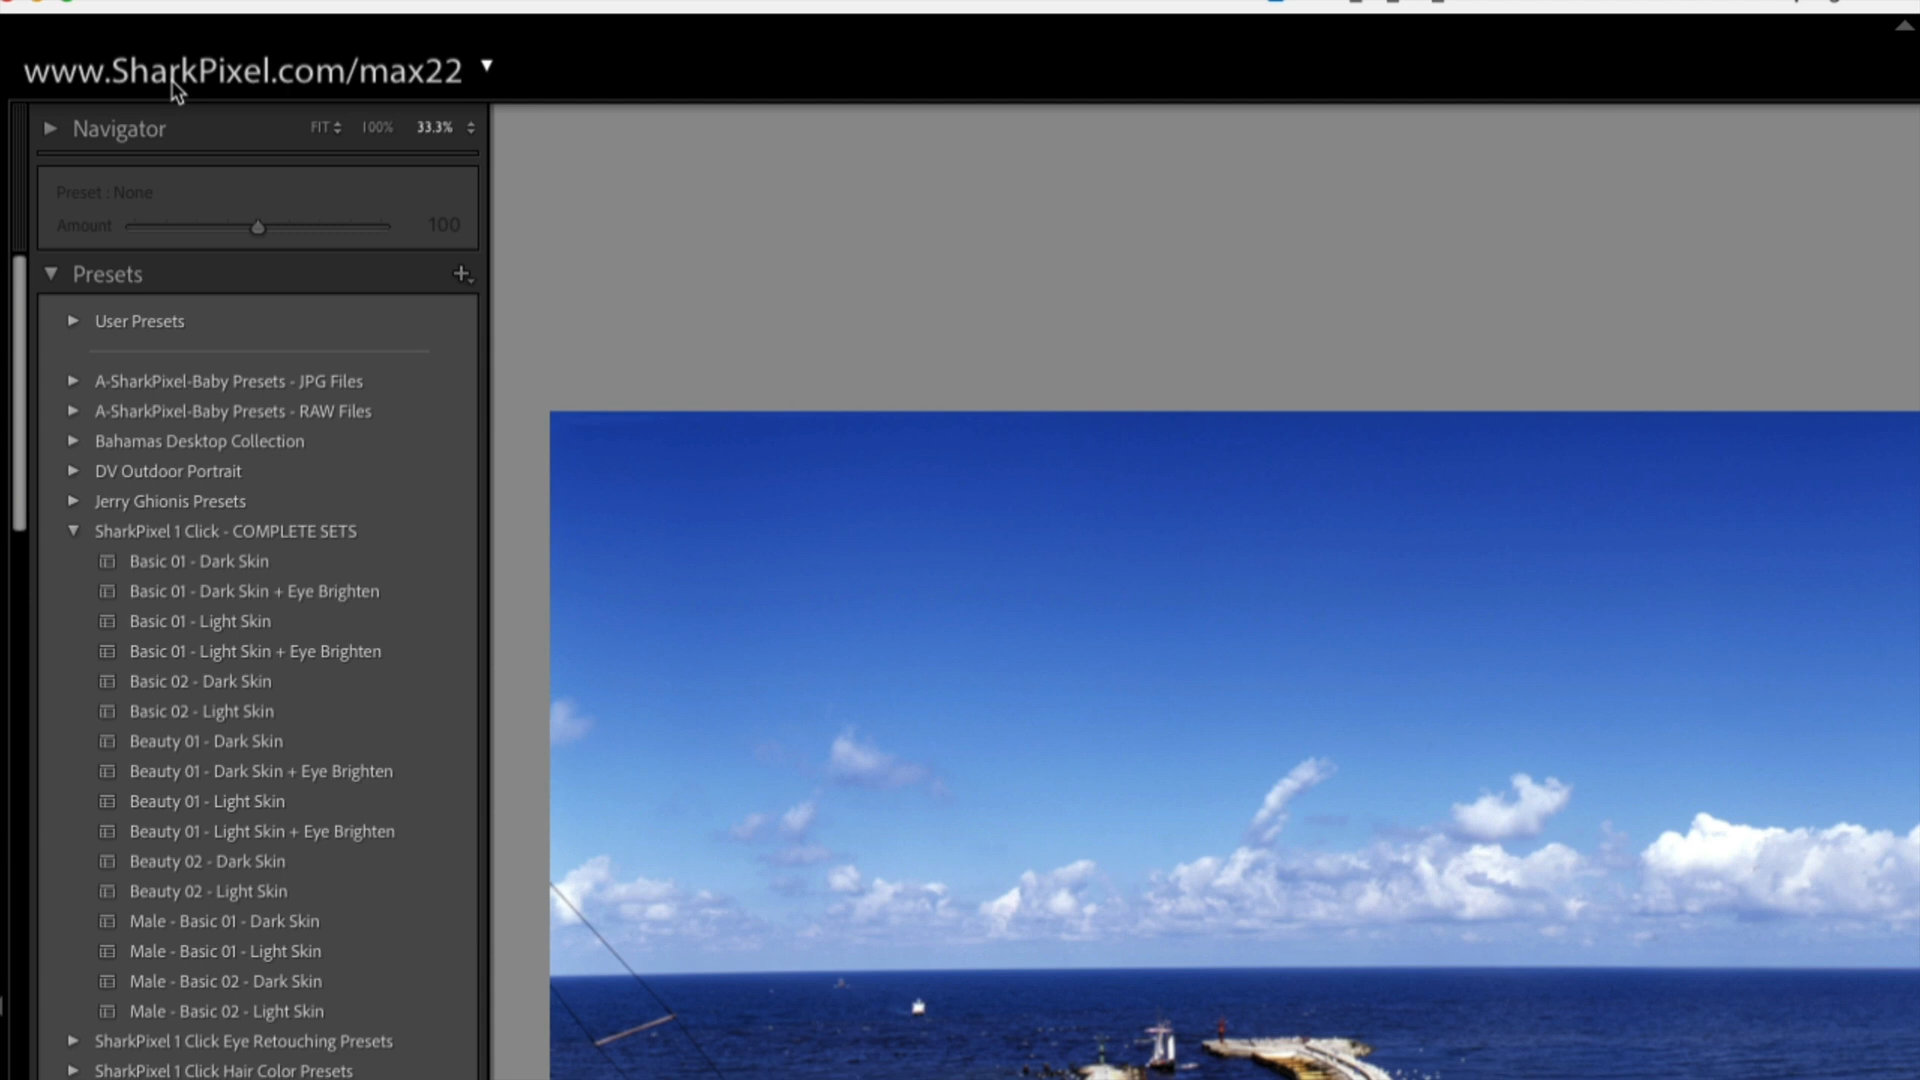 www.SharkPixel.com/max22
Navigator FIT 100% 33.3%
Preset : None
Amount 100
Presets
User Presets
A-SharkPixel-Baby Presets - JPG Files
A-SharkPixel-Baby Presets - RAW Files
Bahamas Desktop Collection
DV Outdoor Portrait
Jerry Ghionis Presets
SharkPixel 1 Click - COMPLETE SETS
Basic 01 - Dark Skin
Basic 01 - Dark Skin + Eye Brighten
Basic 01 - Light Skin
Basic 01 - Light Skin + Eye Brighten
Basic 02 - Dark Skin
Basic 02 - Light Skin
Beauty 01 - Dark Skin
Beauty 01 - Dark Skin + Eye Brighten
Beauty 01 - Light Skin
Beauty 01 - Light Skin + Eye Brighten
Beauty 02 - Dark Skin
Beauty 02 - Light Skin
Male - Basic 01 - Dark Skin
Male - Basic 01 - Light Skin
Male - Basic 02 - Dark Skin
Male - Basic 02 - Light Skin
SharkPixel 1 Click Eye Retouching Presets
SharkPixel 1 Click Hair Color Presets